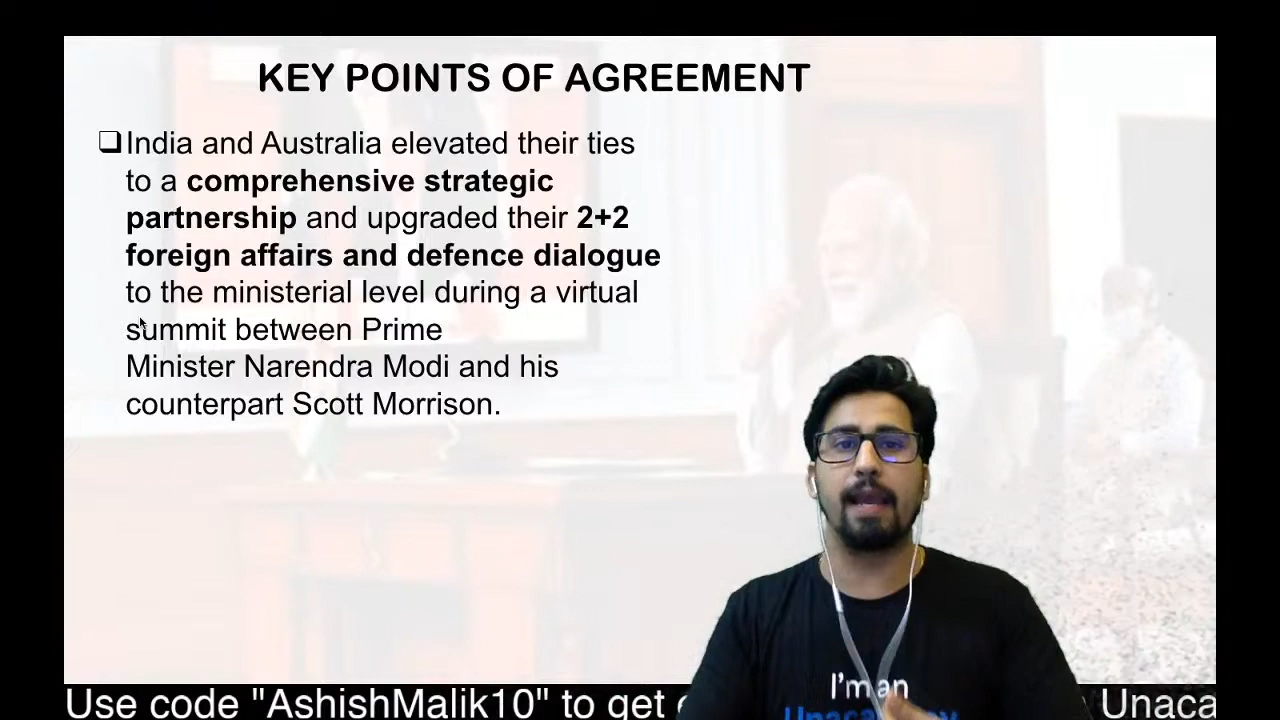 KEY POINTS OF AGREEMENT
❑India and Australia elevated their ties
to a comprehensive strategic
partnership and upgraded their 2+2
foreign affairs and defence dialogue
to the ministerial level during a virtual
summit between Prime
Minister Narendra Modi and his
counterpart Scott Morrison.
I'm an
Use code "AshishMalik10" to get Unaca